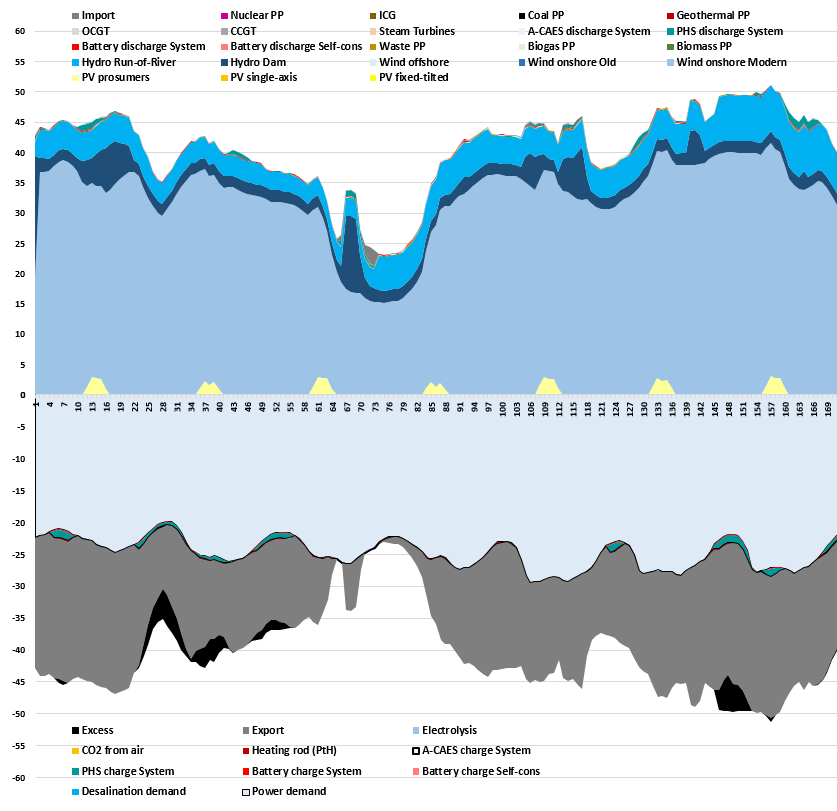 Import Nuclear PP ICG Coal PP Geothermal PP
OCGT CCGT Steam Turbines A-CAES discharge System PHS discharge System
Battery discharge System Battery discharge Self-cons Waste PP Biogas PP Biomass PP
Hydro Run-of-River Hydro Dam Wind offshore Wind onshore Old Wind onshore Modern
PV prosumers PV single-axis PV fixed-tilted
60
55
50
45
40
35
30
25
20
15
10
5
0
1 4 7 10 13 16 19 22 25 28 31 34 37 40 43 46 49 52 55 58 61 64 67 70 73 76 79 82 85 88 91 94 97 100 103 106 109 112 115 118 121 124 127 130 133 136 139 142 145 148 151 154 157 160 163 166 169
-5
-10
-15
-20
-25
-30
-35
-40
-45
-50
-55
-60
Excess Export Electrolysis
CO2 from air Heating rod (PtH) A-CAES charge System
PHS charge System Battery charge System Battery charge Self-cons
Desalination demand Power demand